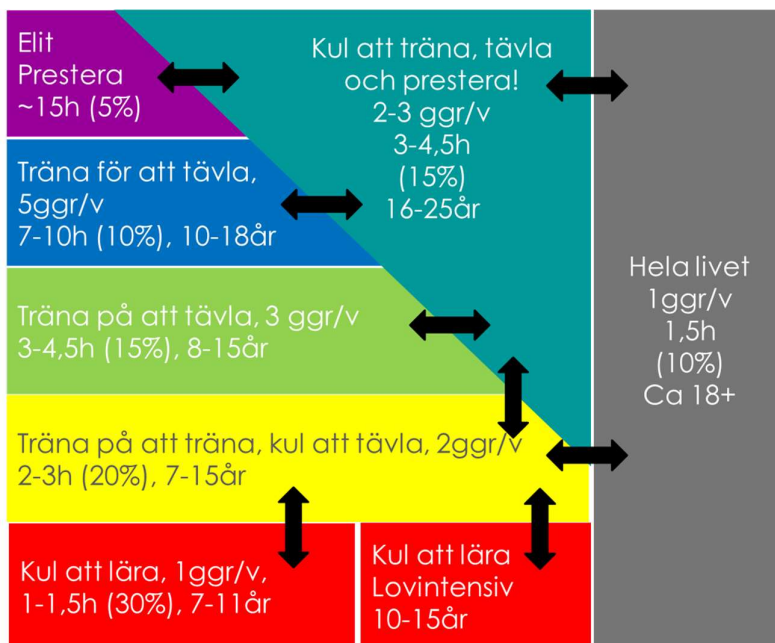 Elit
Prestera
~15h (5%)
Kul att träna, tävla
och prestera!
2-3 ggr/v
3-4,5h
(15%)
16-25år
Träna för att tävla,
5ggr/v
7-10h (10%), 10-18år
Träna på att tävla, 3 ggr/v
3-4,5h (15%), 8-15år
Träna på att träna, kul att tävla, 2ggr/v
2-3h (20%), 7-15år
Kul att lära, 1ggr/v,
1-1,5h (30%), 7-11år
Kul att lära
Lovintensiv
10-15år
Hela livet
1ggr/v
1,5h
(10%)
Ca 18+